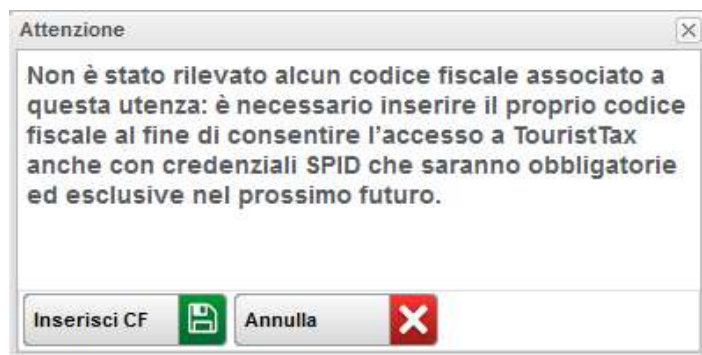 Attenzione
Non è stato rilevato alcun codice fiscale associato a
questa utenza: è necessario inserire il proprio codice
fiscale al fine di consentire l'accesso a TouristTax
anche con credenziali SPID che saranno obbligatorie
ed esclusive nel prossimo futuro.
Inserisci CF
Annulla